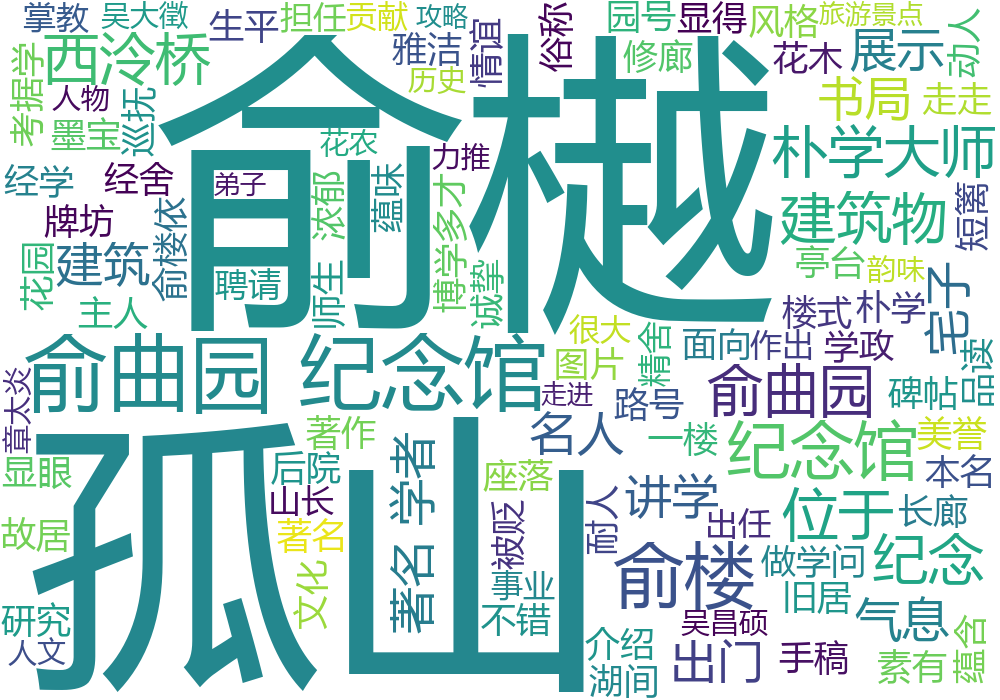 掌教
吴大徵
生平
担任
贡献
攻略
俗称
园号
显得
风格
旅游景点
动人
西泠桥
雅洁
情谊
修廊
花木
展示
考据学
人物
历史
墨宝
巡抚
俞樾
书局
走走
花农
力推
朴学大师
经学
经舍
弟子
浓郁
蕴味
博学多才
牌坊
俞楼依
建筑物
短离
花园
建筑
聘请
师生
诚挚
亭台
韵味
宅子
主人
楼式
朴学
很大
精舍
面向
作出
学政
品读
俞曲园 纪念馆
图片
走进
路号
俞曲园
碑帖
章太炎
著作
名人
一楼
纪念馆
美誉
显眼
后院
著名 学者
座落
讲学
本名
孤山
山长
被贬
耐人
出任
位于
长廊
故居
著名
文化
事业
俞楼
做学问
纪念
研究
不错
旧居
气息
人文
介绍
吴昌硕
湖间
出门
手稿
素有
蕴含